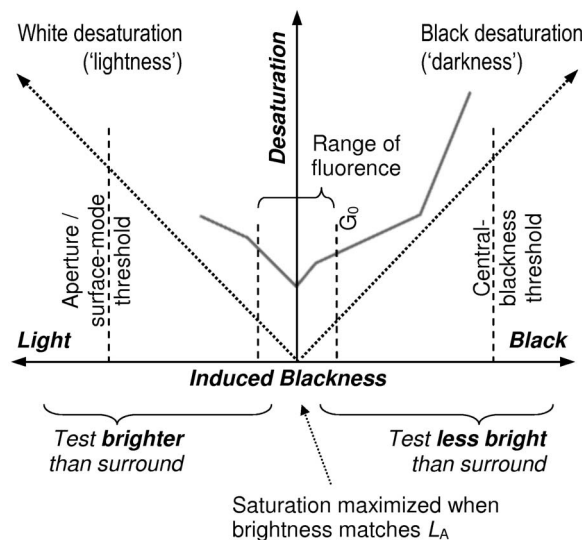 White desaturation
(‘lightness’)
Desaturation
Black desaturation
(‘darkness’)
Range of
fluorence
G0
Aperture /
surface-mode
threshold
Central-
blackness
threshold
Light
Black
Induced Blackness
Test brighter
than surround
Test less bright
than surround
Saturation maximized when
brightness matches LA